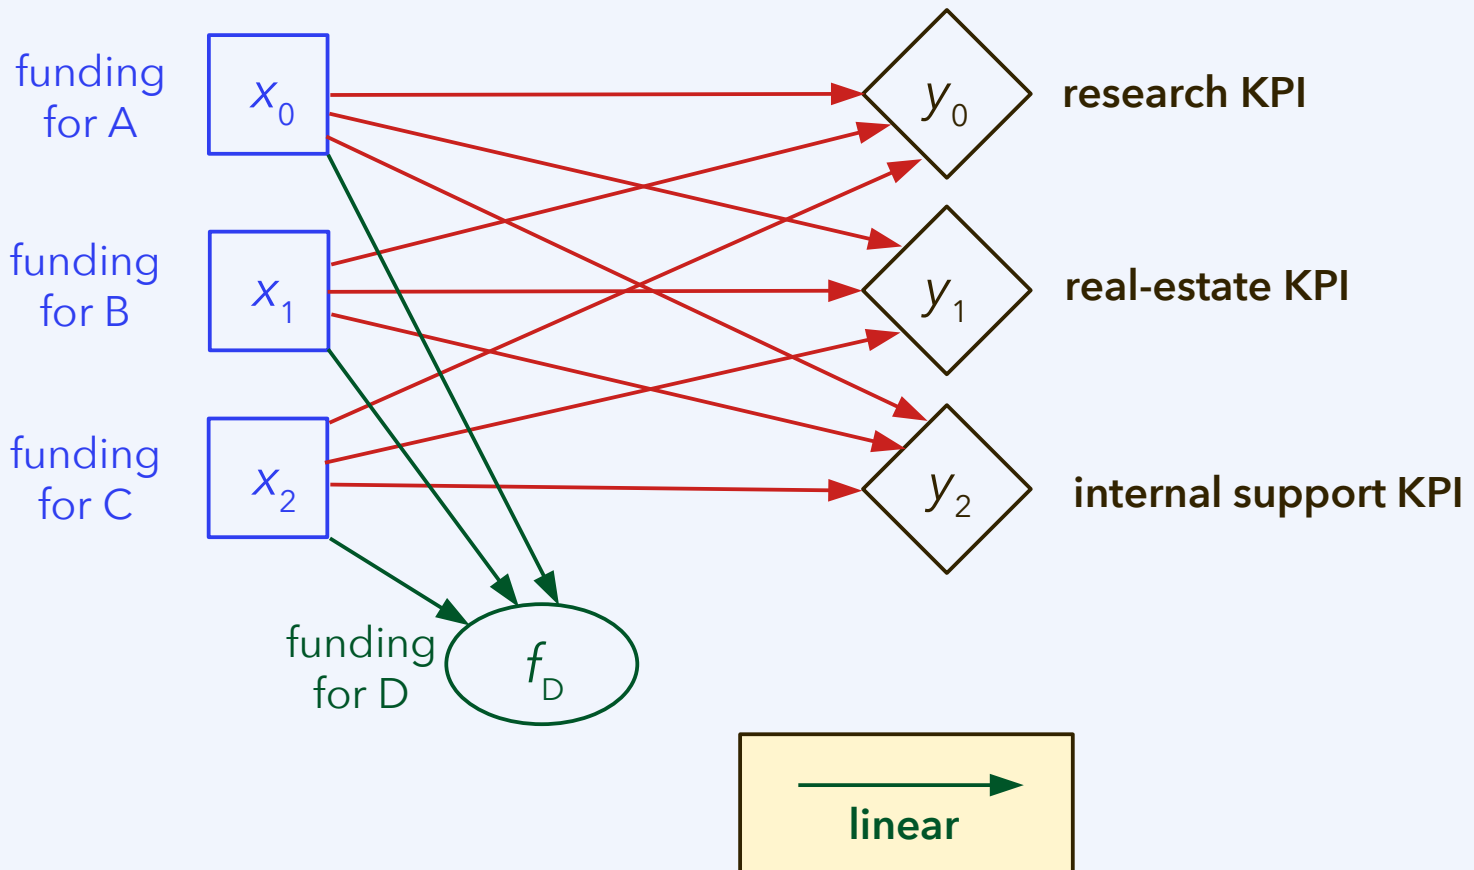 funding
for A
x0
y0
research KPI
funding
for B
x1
y1
real-estate KPI
funding
for C
x2
y2
internal support KPI
funding
for D
fD
linear